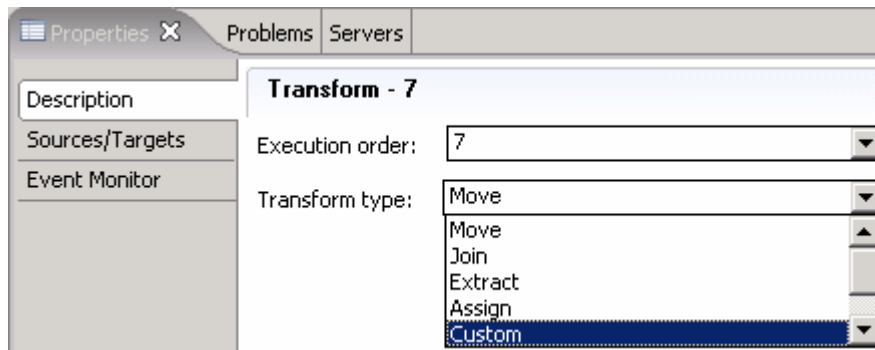 Properties Problems Servers
Description
Sources/Targets
Event Monitor
Transform - 7
Execution order: 7
Transform type: Move
Move
Join
Extract
Assign
Custom